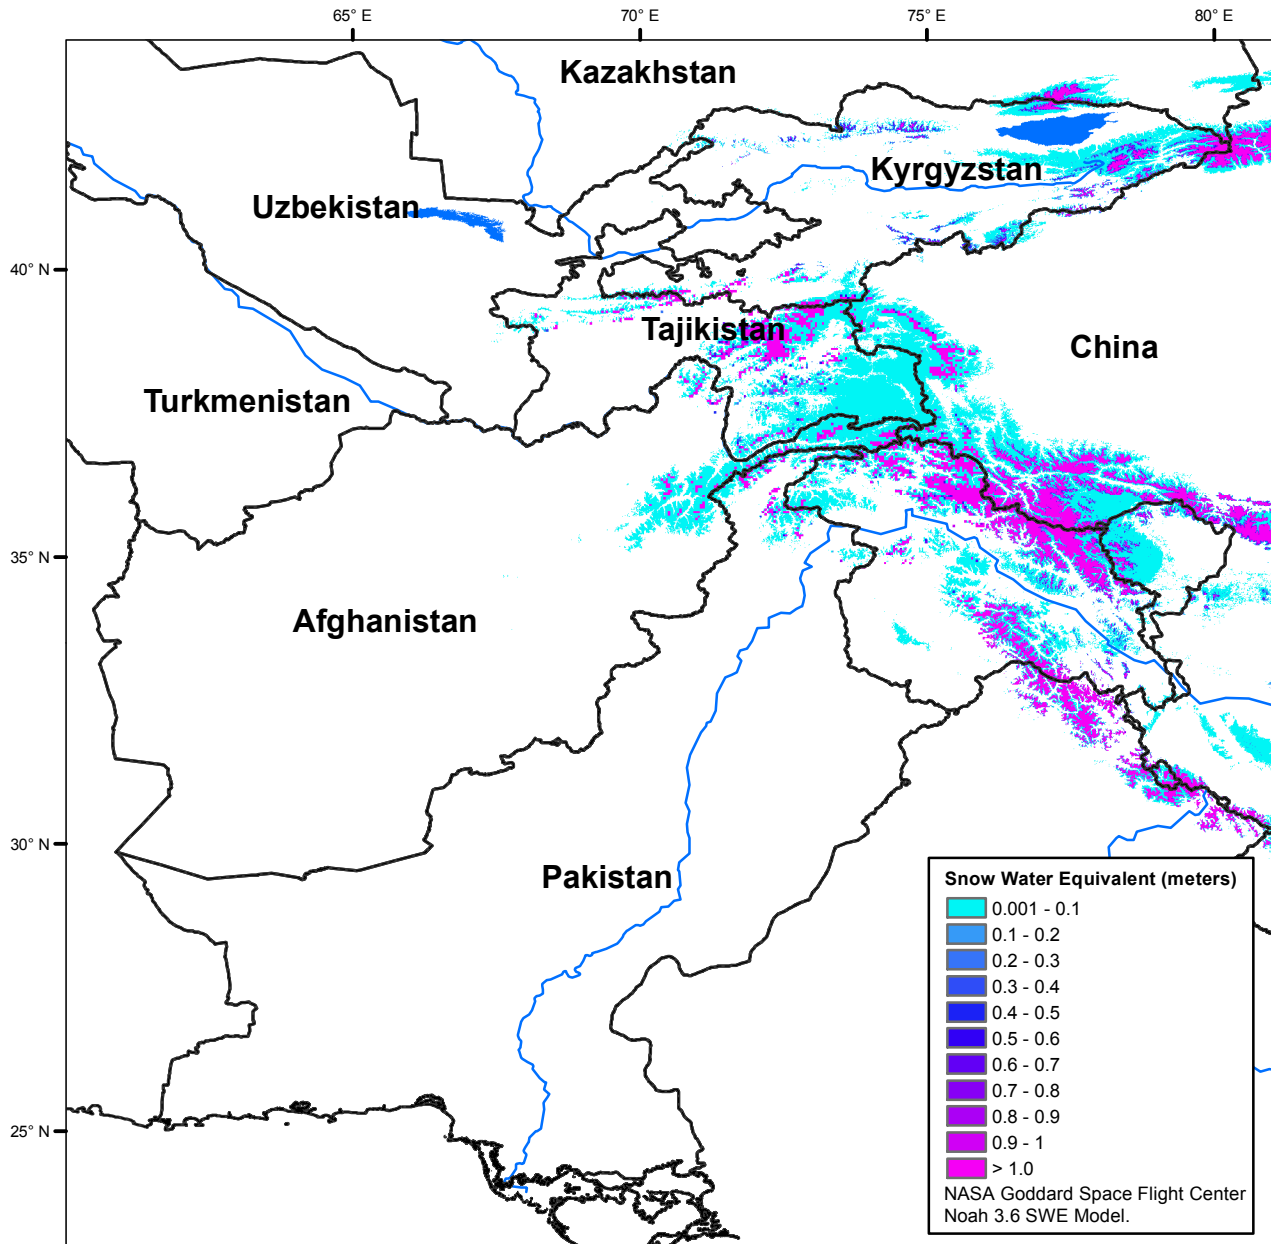 65° E
70° E
75° E
80° E
Kazakhstan
Kyrgyzstan
Uzbekistan
40° N
Tajikistan
China
Turkmenistan
35° N
Afghanistan
30° N
Pakistan
Snow Water Equivalent (meters)
0.001 - 0.1
0.1 - 0.2
0.2 - 0.3
0.3 - 0.4
0.4 - 0.5
0.5 - 0.6
0.6 - 0.7
0.7 - 0.8
0.8 - 0.9
0.9 - 1
> 1.0
NASA Goddard Space Flight Center
Noah 3.6 SWE Model.
25° N